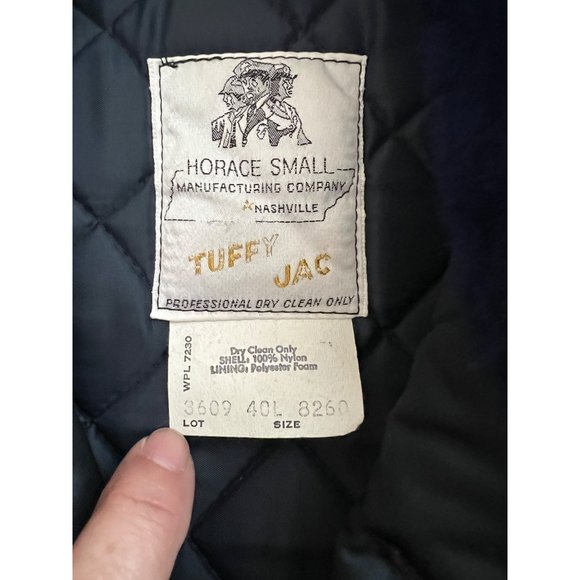 HORACE SMALL
MANUFACTURING COMPANY
NASHVILLE
TUFFY
JAC
PROFESSIONAL DRY CLEAN ONLY
WPL 7230
Dry Clean Only
SHELL: 100% Nylon
LINING: Polyester Foam
3609 40L 8260
LOT SIZE